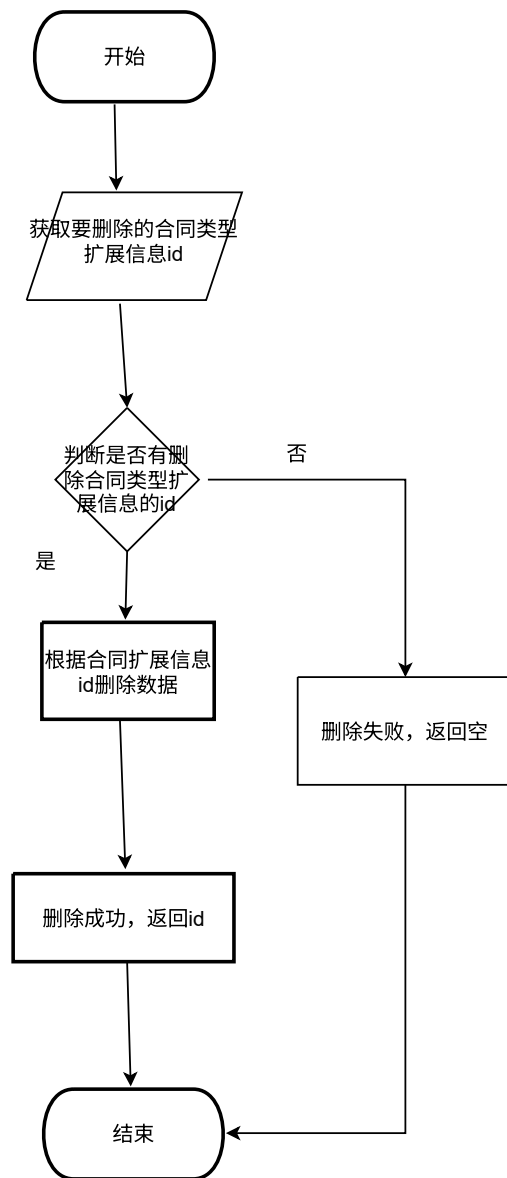 开始
获取要删除的合同类型
扩展信息id
判断是否有删
除合同类型扩
展信息的id
否
是
根据合同扩展信息
id删除数据
删除失败，返回空
删除成功，返回id
结束